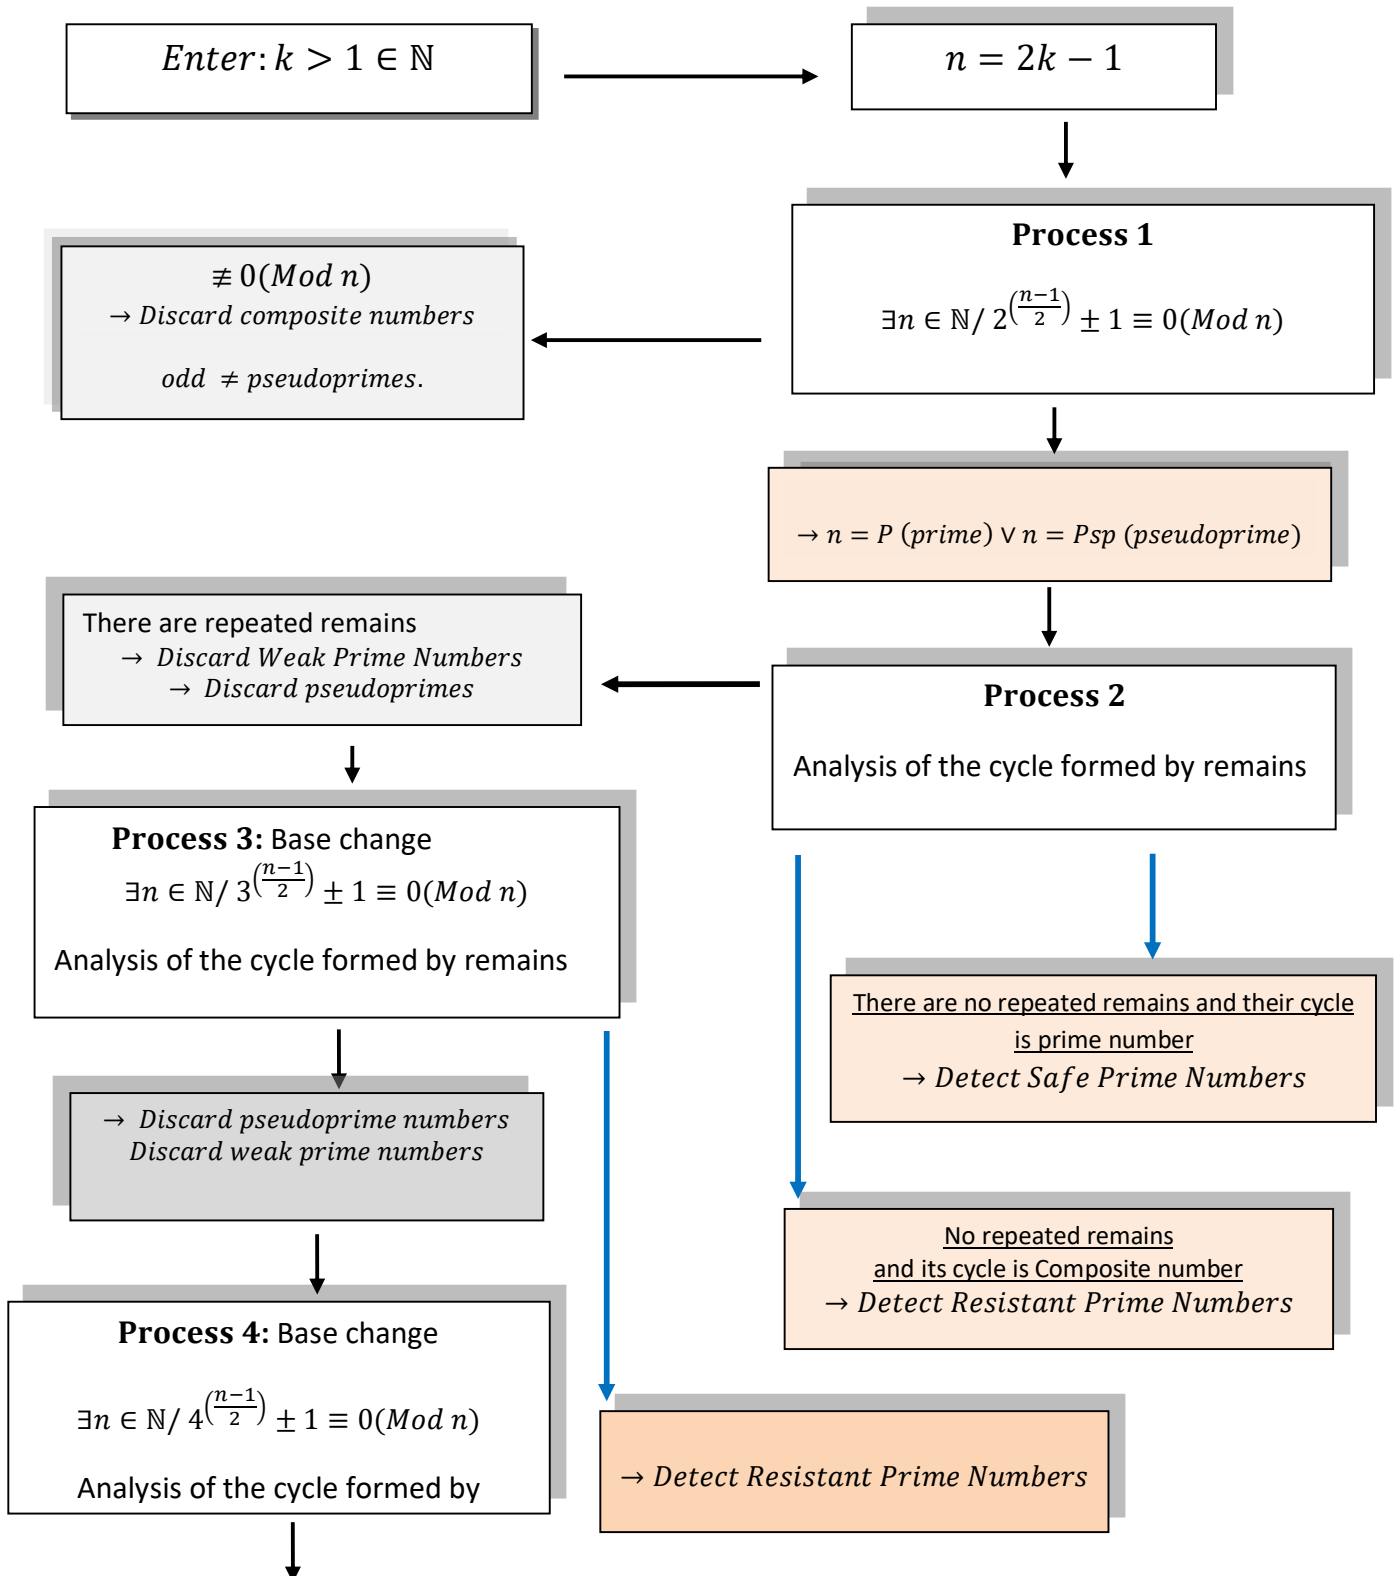 Enter: k > 1 ∈ ℕ
n = 2k − 1
Process 1
∃n ∈ ℕ/ 2^((n−1)/2) ± 1 ≡ 0(Mod n)
≢ 0(Mod n)
→ Discard composite numbers
odd ≠ pseudoprimes.
→ n = P (prime) ∨ n = Psp (pseudoprime)
Process 2
Analysis of the cycle formed by remains
There are repeated remains
→ Discard Weak Prime Numbers
→ Discard pseudoprimes
Process 3: Base change
∃n ∈ ℕ/ 3^((n−1)/2) ± 1 ≡ 0(Mod n)
Analysis of the cycle formed by remains
There are no repeated remains and their cycle
is prime number
→ Detect Safe Prime Numbers
→ Discard pseudoprime numbers
Discard weak prime numbers
No repeated remains
and its cycle is Composite number
→ Detect Resistant Prime Numbers
Process 4: Base change
∃n ∈ ℕ/ 4^((n−1)/2) ± 1 ≡ 0(Mod n)
Analysis of the cycle formed by
→ Detect Resistant Prime Numbers